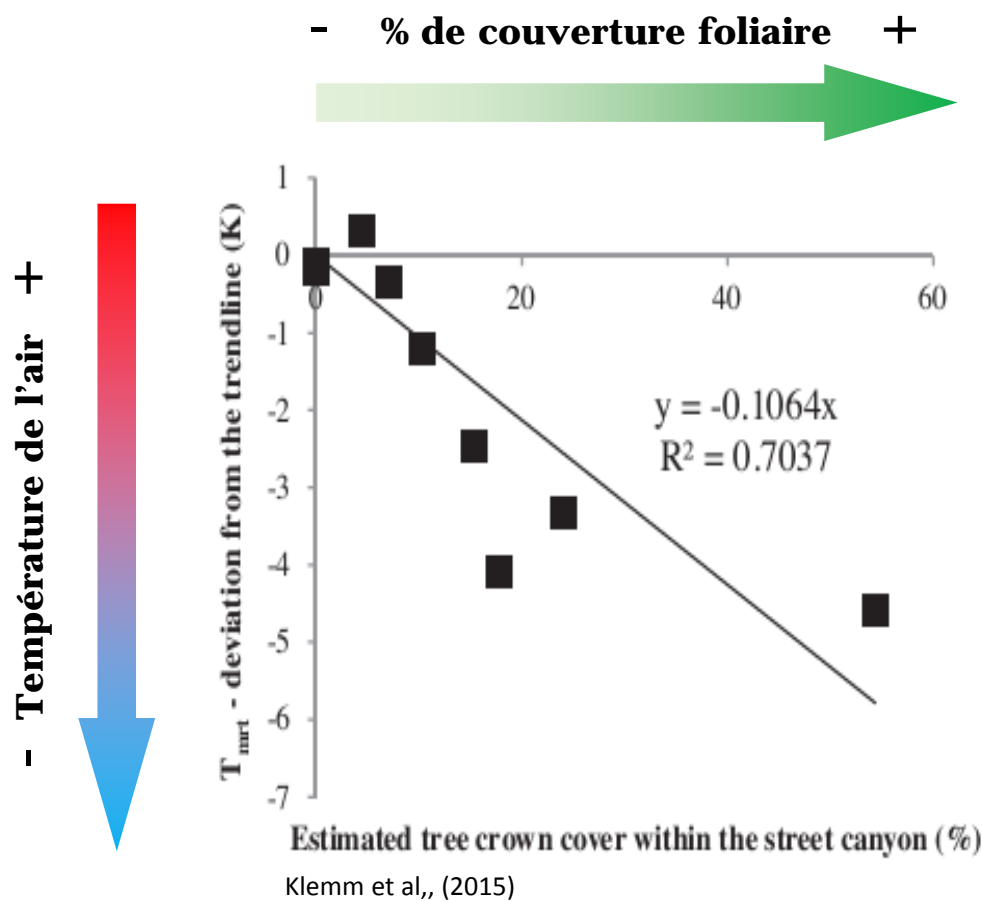 - % de couverture foliaire +
- Température de l'air +
T_mrt - deviation from the trendline (K)
1
0
-1
-2
-3
-4
-5
-6
-7
0 20 40 60
y = -0.1064x
R² = 0.7037
Estimated tree crown cover within the street canyon (%)
Klemm et al,, (2015)